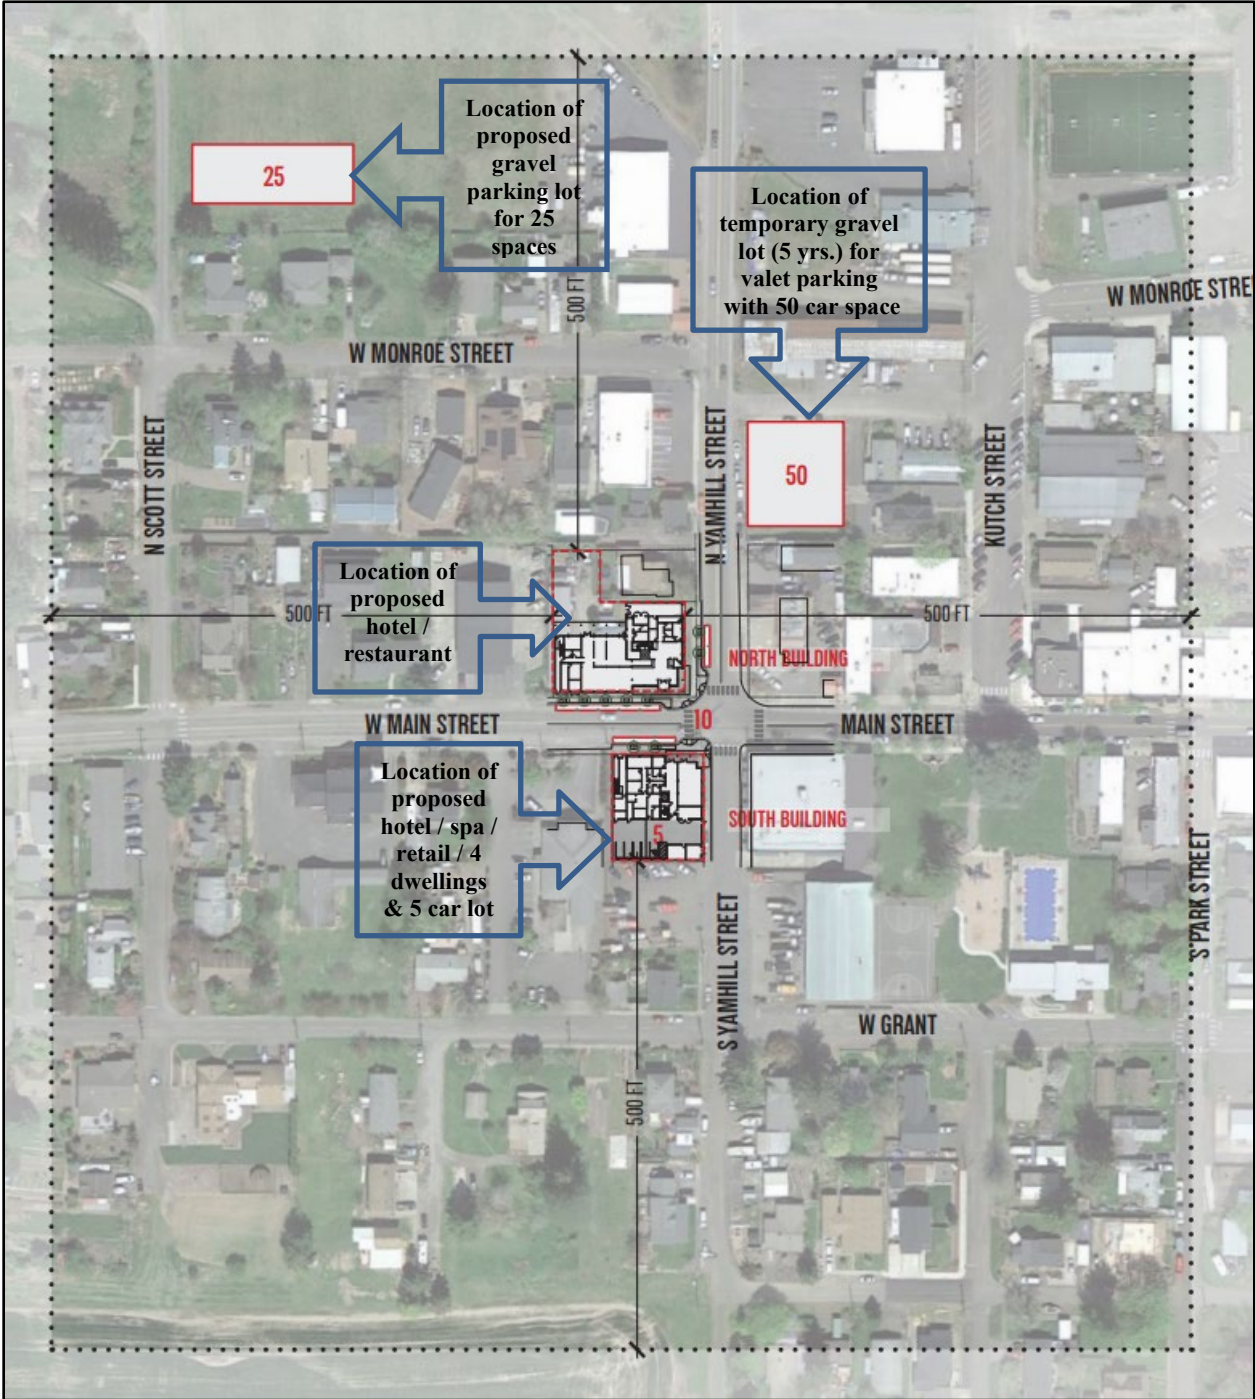 Location of
proposed
gravel
parking lot
for 25
spaces
25
Location of
temporary gravel
lot (5 yrs.) for
valet parking
with 50 car space
500 FT
W MONROE STREE
W MONROE STREET
N SCOTT STREET
N YAMHILL STREET
50
KUTCH STREET
Location of
proposed
hotel /
restaurant
500 FT
500 FT
NORTH BUILDING
W MAIN STREET
10
MAIN STREET
Location of
proposed
hotel / spa /
retail / 4
dwellings
& 5 car lot
5
SOUTH BUILDING
S PARK STREET
S YAMHILL STREET
W GRANT
500 FT